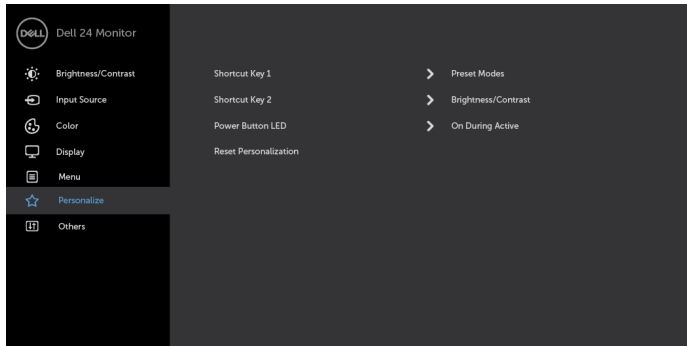 DELL Dell 24 Monitor
Brightness/Contrast
Input Source
Color
Display
Menu
Personalize
Others
Shortcut Key 1 Preset Modes
Shortcut Key 2 Brightness/Contrast
Power Button LED On During Active
Reset Personalization